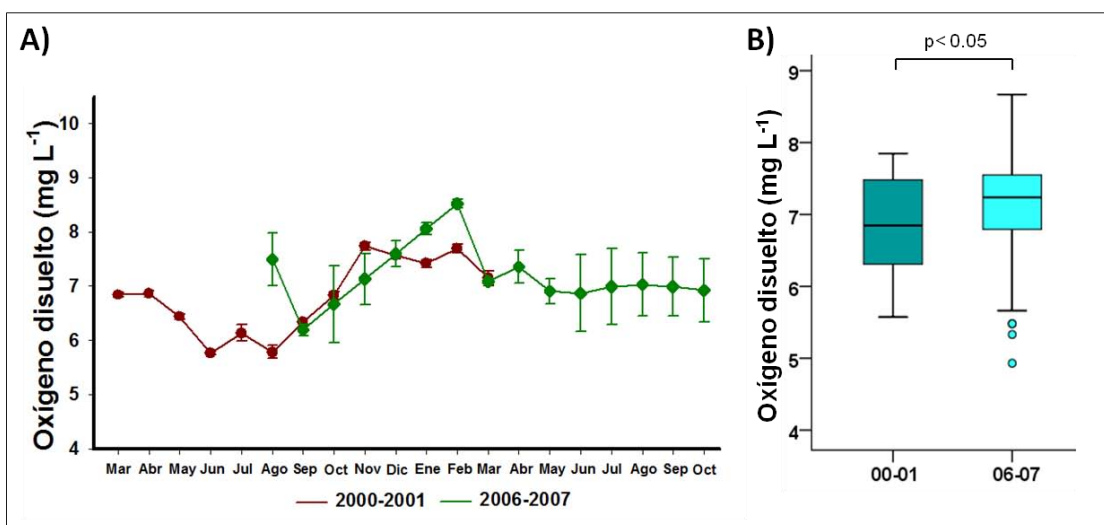 A)
Oxígeno disuelto (mg L-1)
10
9
8
7
6
5
4
Mar Abr May Jun Jul Ago Sep Oct Nov Dic Ene Feb Mar Abr May Jun Jul Ago Sep Oct
2000-2001 2006-2007
B)
p< 0.05
Oxígeno disuelto (mg L-1)
9
8
7
6
5
4
00-01 06-07